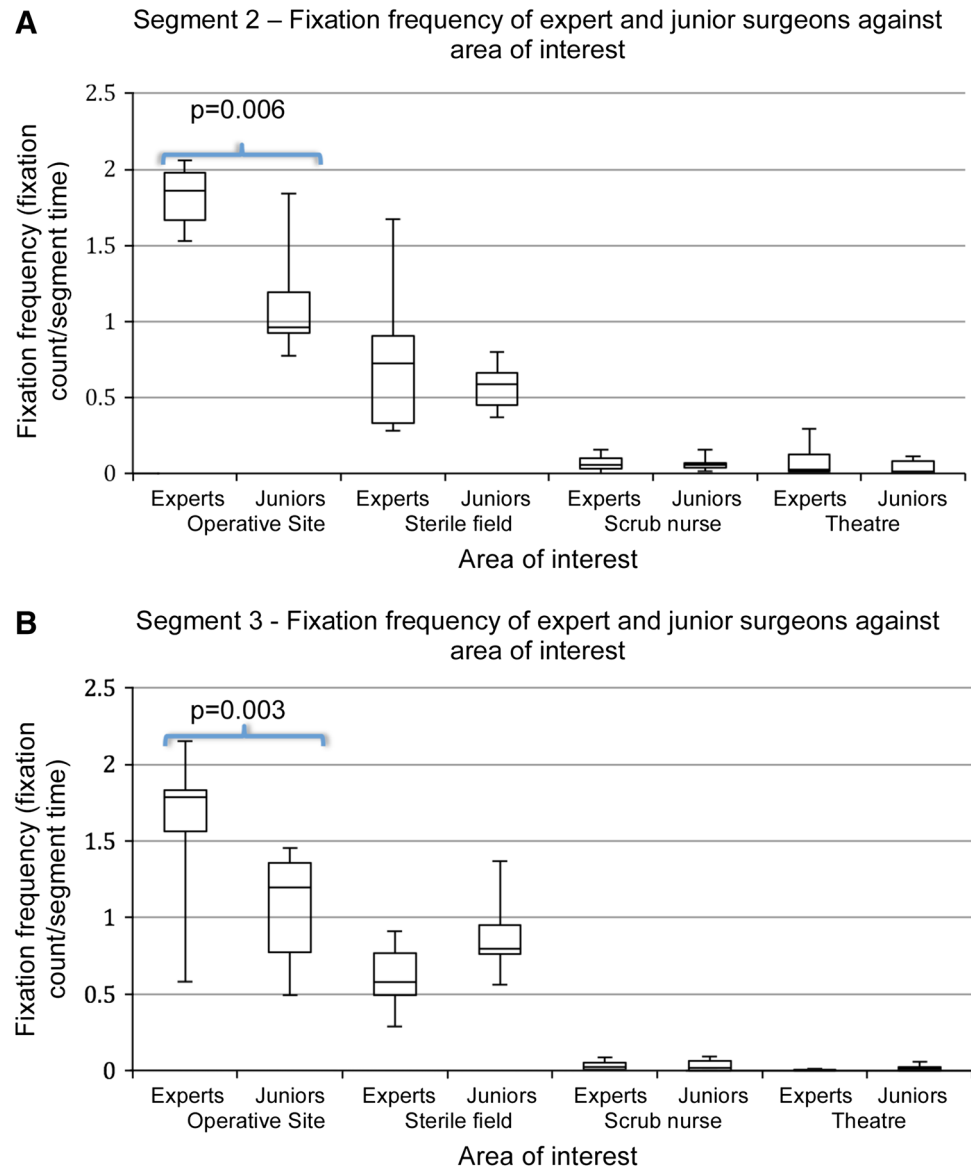 A
Segment 2 – Fixation frequency of expert and junior surgeons against
area of interest
Fixation frequency (fixation
count/segment time)
2.5
2
1.5
1
0.5
0
p=0.006
Experts Juniors Experts Juniors Experts Juniors Experts Juniors
Operative Site Sterile field Scrub nurse Theatre
Area of interest
B
Segment 3 - Fixation frequency of expert and junior surgeons against
area of interest
Fixation frequency (fixation
count/segment time)
2.5
2
1.5
1
0.5
0
p=0.003
Experts Juniors Experts Juniors Experts Juniors Experts Juniors
Operative Site Sterile field Scrub nurse Theatre
Area of interest